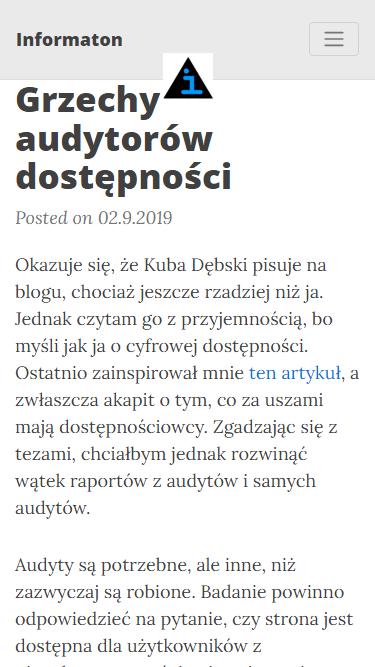 Informaton
i
Grzechy
audytorów
dostępności
Posted on 02.9.2019
Okazuje się, że Kuba Dębski pisuje na
blogu, chociaż jeszcze rzadziej niż ja.
Jednak czytam go z przyjemnością, bo
myśli jak ja o cyfrowej dostępności.
Ostatnio zainspirował mnie ten artykuł, a
zwłaszcza akapit o tym, co za uszami
mają dostępnościowcy. Zgadzając się z
tezami, chciałbym jednak rozwinąć
wątek raportów z audytów i samych
audytów.
Audyty są potrzebne, ale inne, niż
zazwyczaj są robione. Badanie powinno
odpowiedzieć na pytanie, czy strona jest
dostępna dla użytkowników z